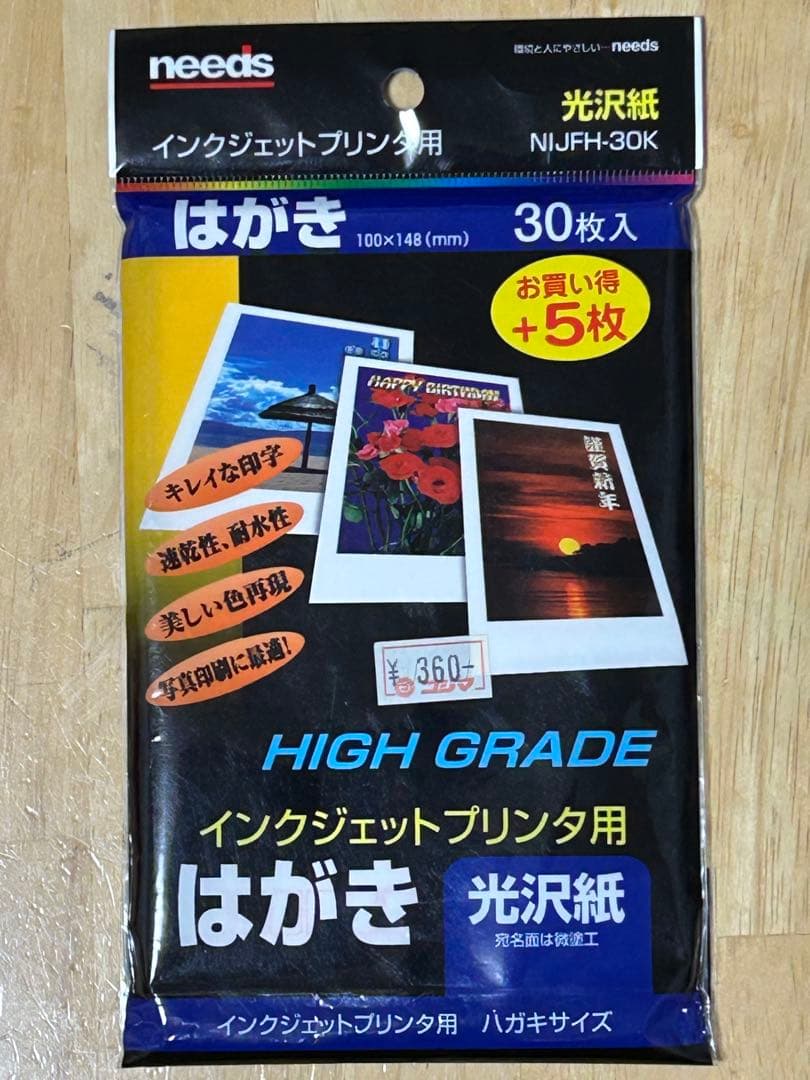 needs
環境と人にやさしい…needs
光沢紙
インクジェットプリンタ用
NIJFH-30K
はがき 100×148(mm) 30枚入
お買い得
+5枚
HAPPY BIRTHDAY
謹賀新年
キレイな印字
速乾性、耐水性
美しい色再現
写真印刷に最適!
¥ 360-
コジマ
HIGH GRADE
インクジェットプリンタ用
はがき
光沢紙
宛名面は微塗工
インクジェットプリンタ用 ハガキサイズ